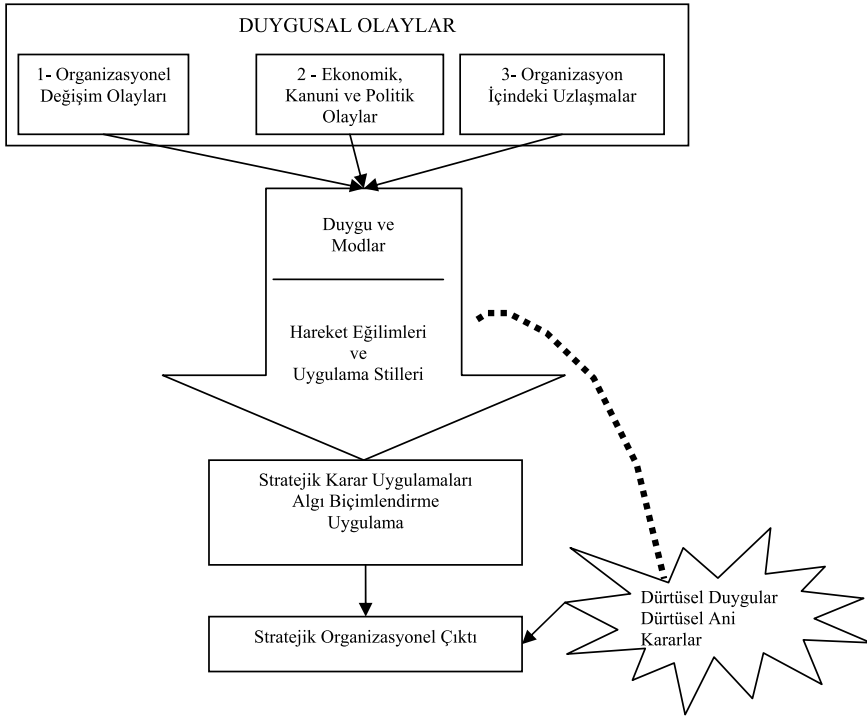 DUYGUSAL OLAYLAR
1- Organizasyonel
Değişim Olayları
2 - Ekonomik,
Kanuni ve Politik
Olaylar
3- Organizasyon
İçindeki Uzlaşmalar
Duygu ve
Modlar
Hareket Eğilimleri
ve
Uygulama Stilleri
Stratejik Karar Uygulamaları
Algı Biçimlendirme
Uygulama
Dürtüsel Duygular
Dürtüsel Ani
Kararlar
Stratejik Organizasyonel Çıktı